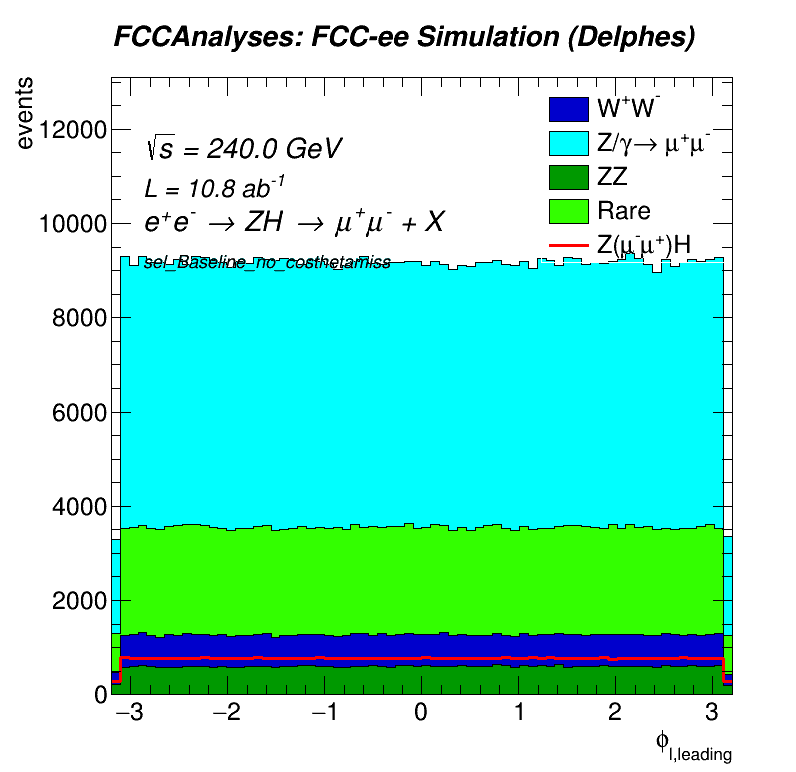 FCCAnalyses: FCC-ee Simulation (Delphes)
events
√s = 240.0 GeV
L = 10.8 ab⁻¹
e⁺e⁻ → ZH → μ⁺μ⁻ + X
sel_Baseline_no_costhetamiss
W⁺W⁻
Z/γ→ μ⁺μ⁻
ZZ
Rare
Z(μ⁻μ⁺)H
12000
10000
8000
6000
4000
2000
0
−3 −2 −1 0 1 2 3
ϕ_l,leading